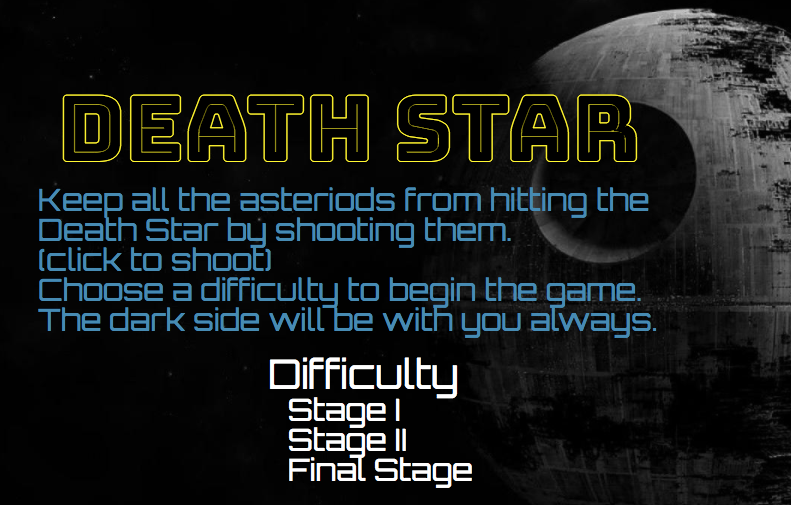 DEATH STAR
Keep all the asteriods from hitting the
Death Star by shooting them.
(click to shoot)
Choose a difficulty to begin the game.
The dark side will be with you always.
Difficulty
Stage I
Stage II
Final Stage